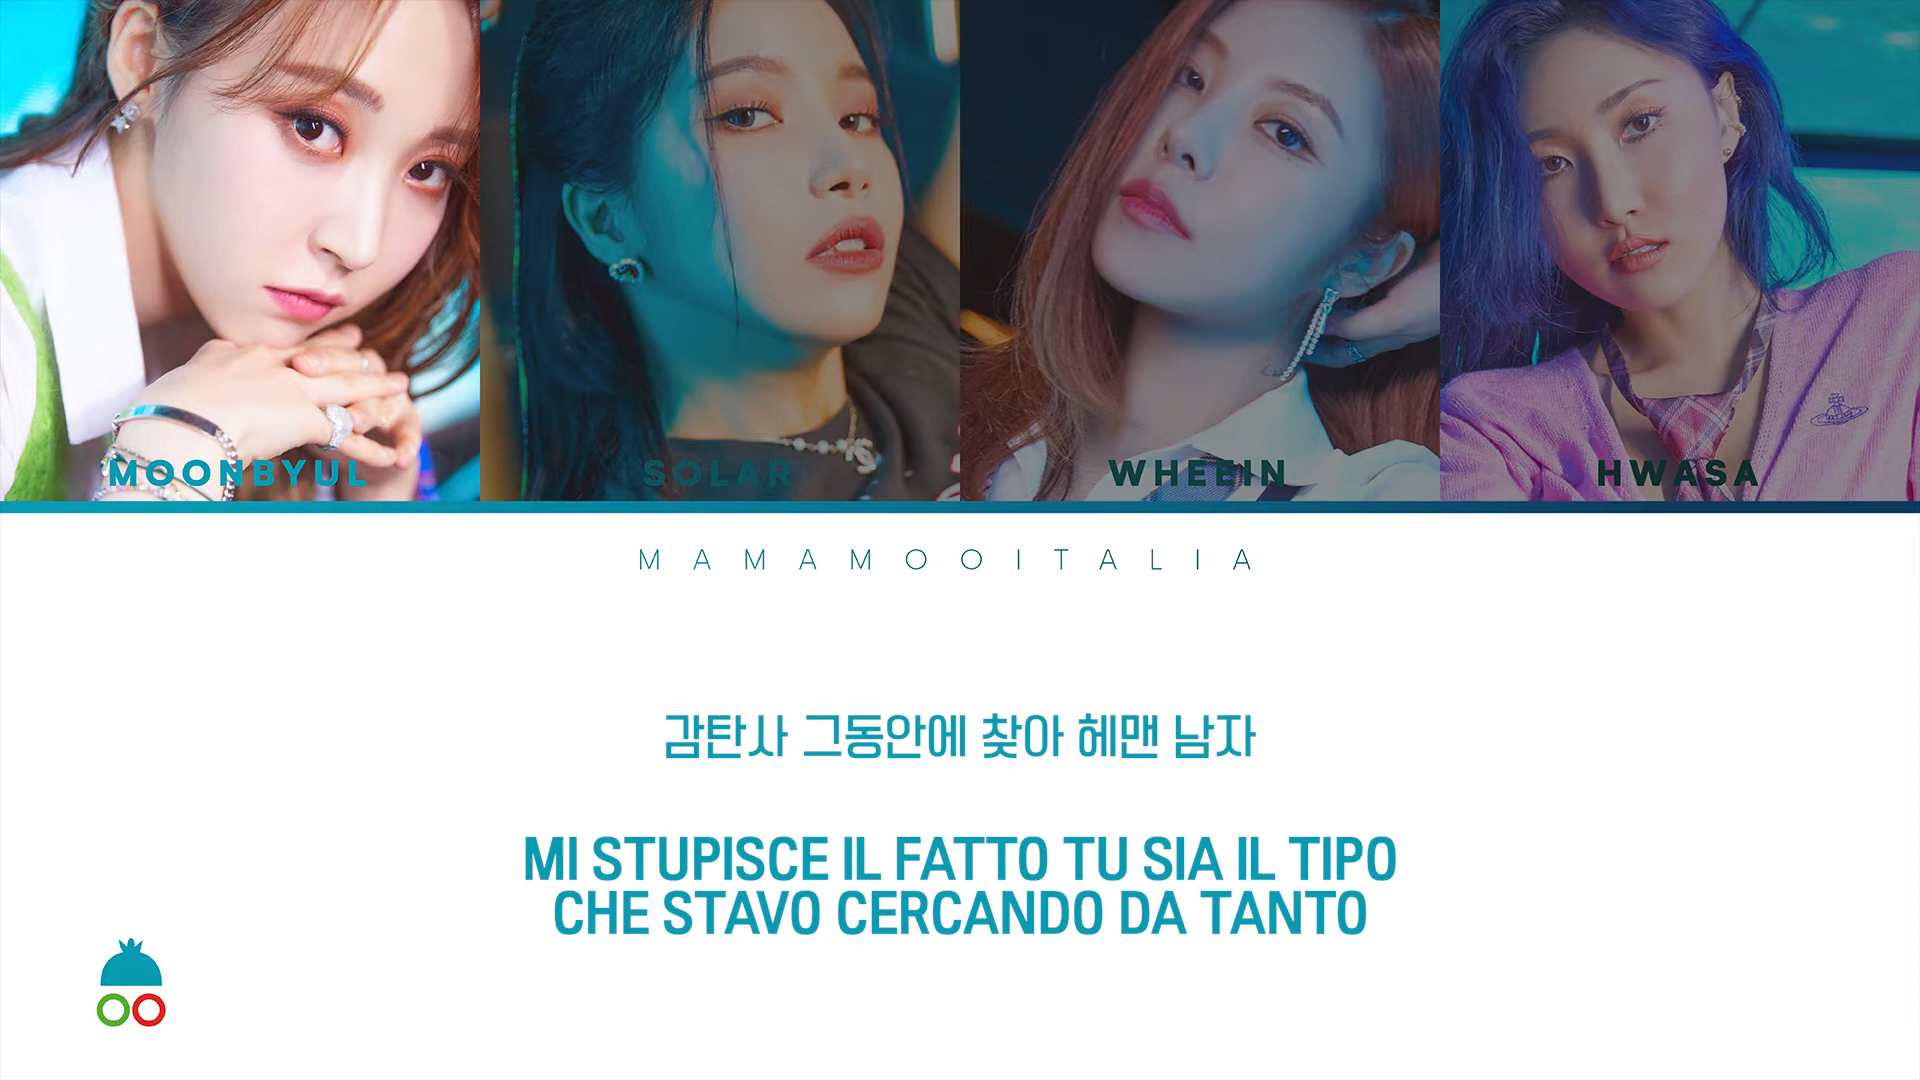 MOONBYUL
SOLAR
WHEEIN
HWASA
MAMAMOOITALIA
감탄사 그동안에 찾아 헤맨 남자
MI STUPISCE IL FATTO TU SIA IL TIPO
CHE STAVO CERCANDO DA TANTO